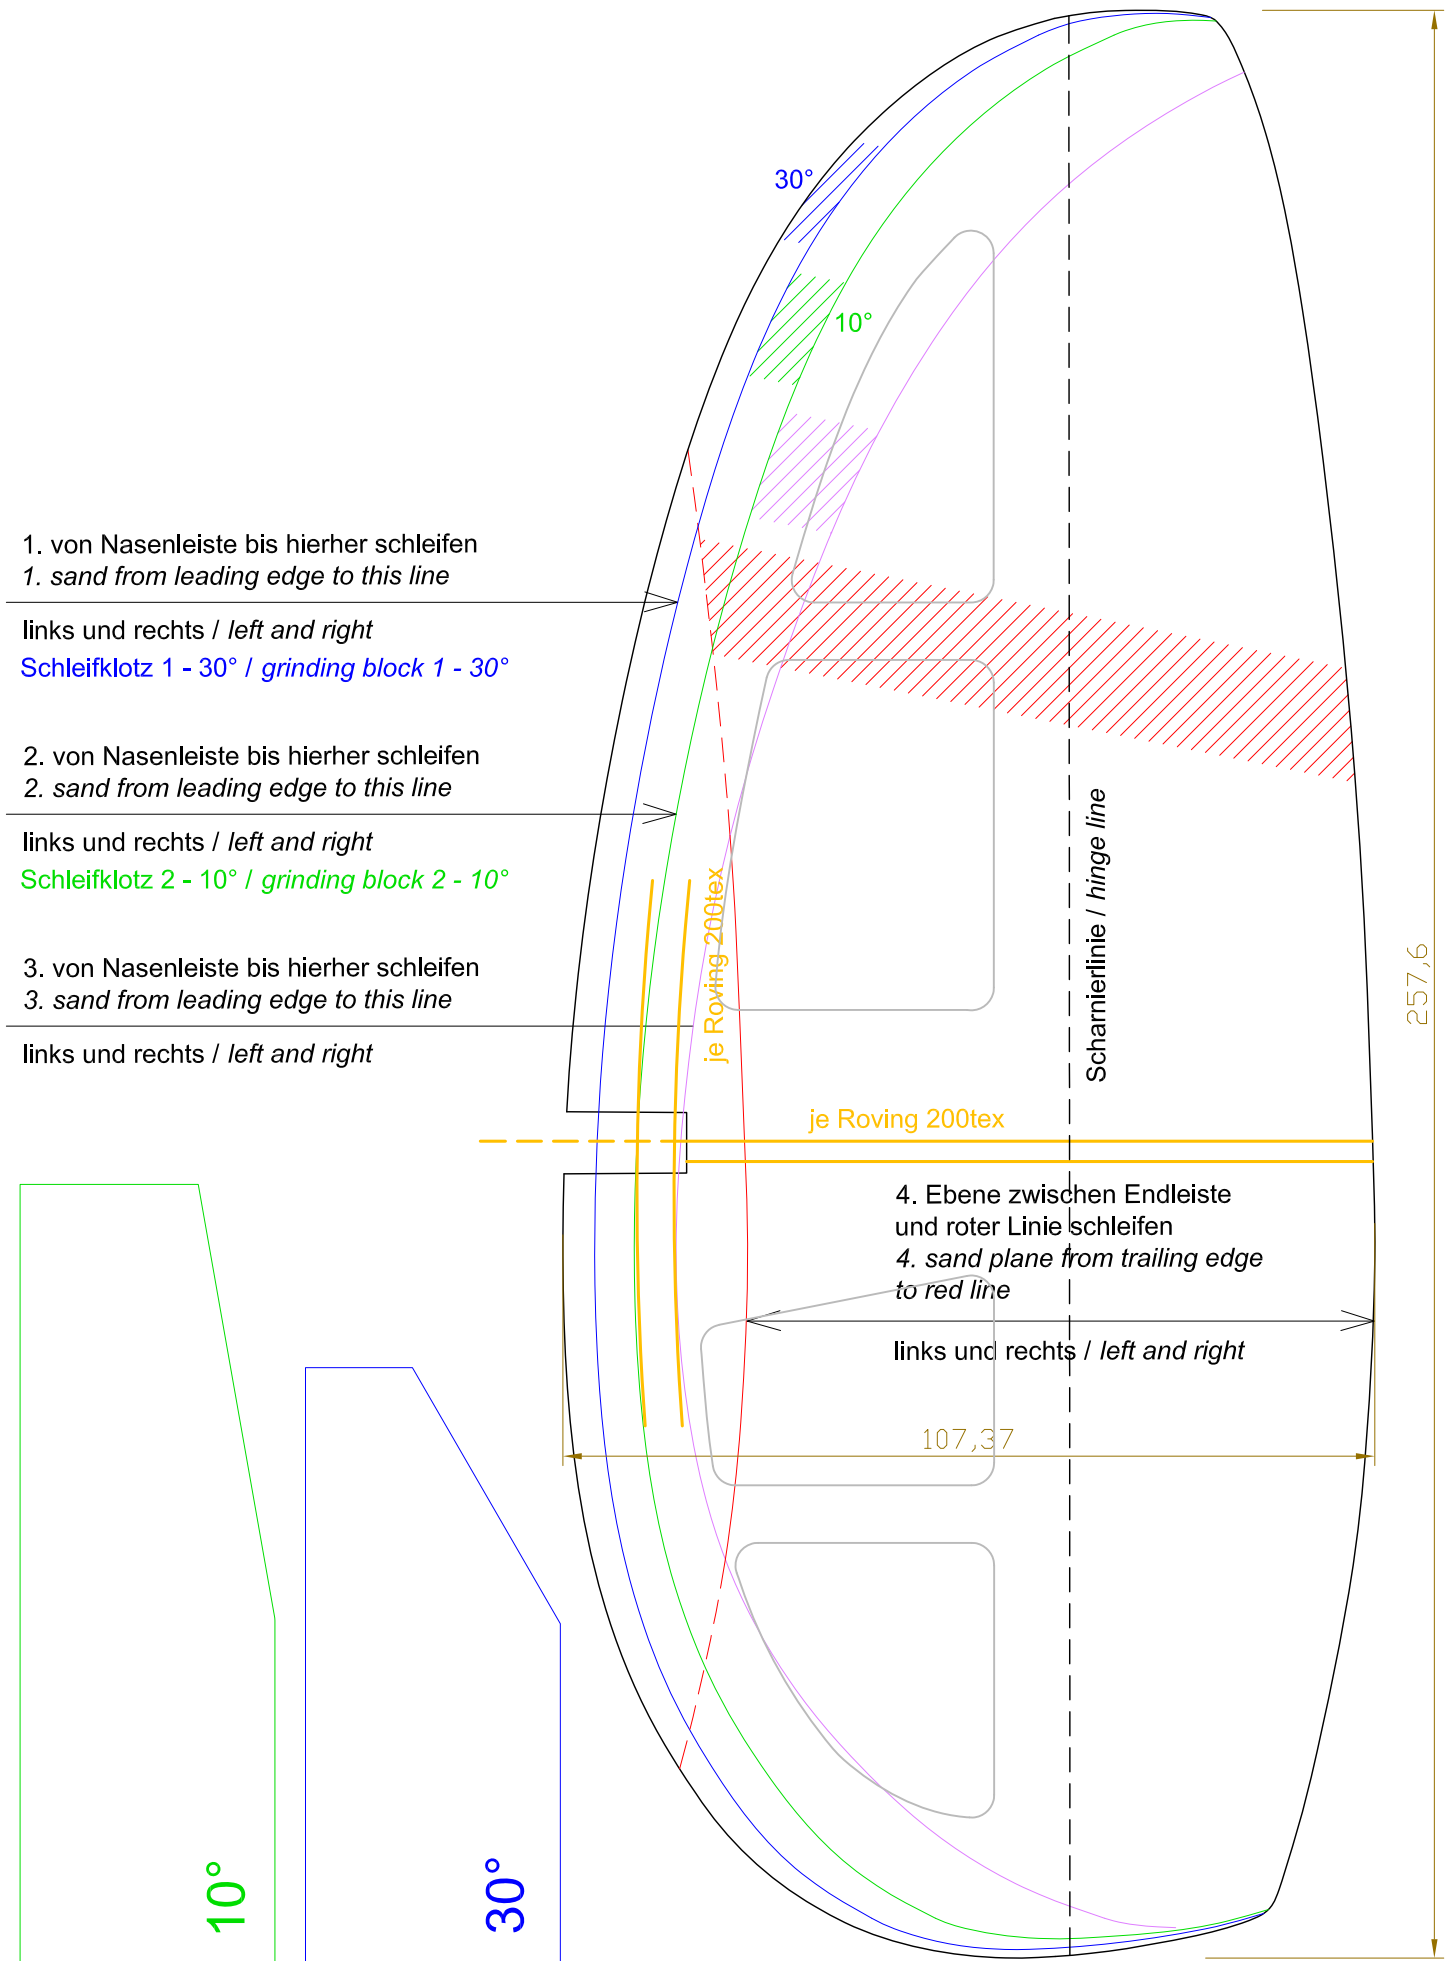 30°
10°
1. von Nasenleiste bis hierher schleifen
1. sand from leading edge to this line
links und rechts / left and right
Schleifklotz 1 - 30° / grinding block 1 - 30°
2. von Nasenleiste bis hierher schleifen
2. sand from leading edge to this line
links und rechts / left and right
Schleifklotz 2 - 10° / grinding block 2 - 10°
3. von Nasenleiste bis hierher schleifen
3. sand from leading edge to this line
links und rechts / left and right
je Roving 200tex
Scharnierlinie / hinge line
257,6
je Roving 200tex
4. Ebene zwischen Endleiste
und roter Linie schleifen
4. sand plane from trailing edge
to red line
links und rechts / left and right
107,37
10°
30°